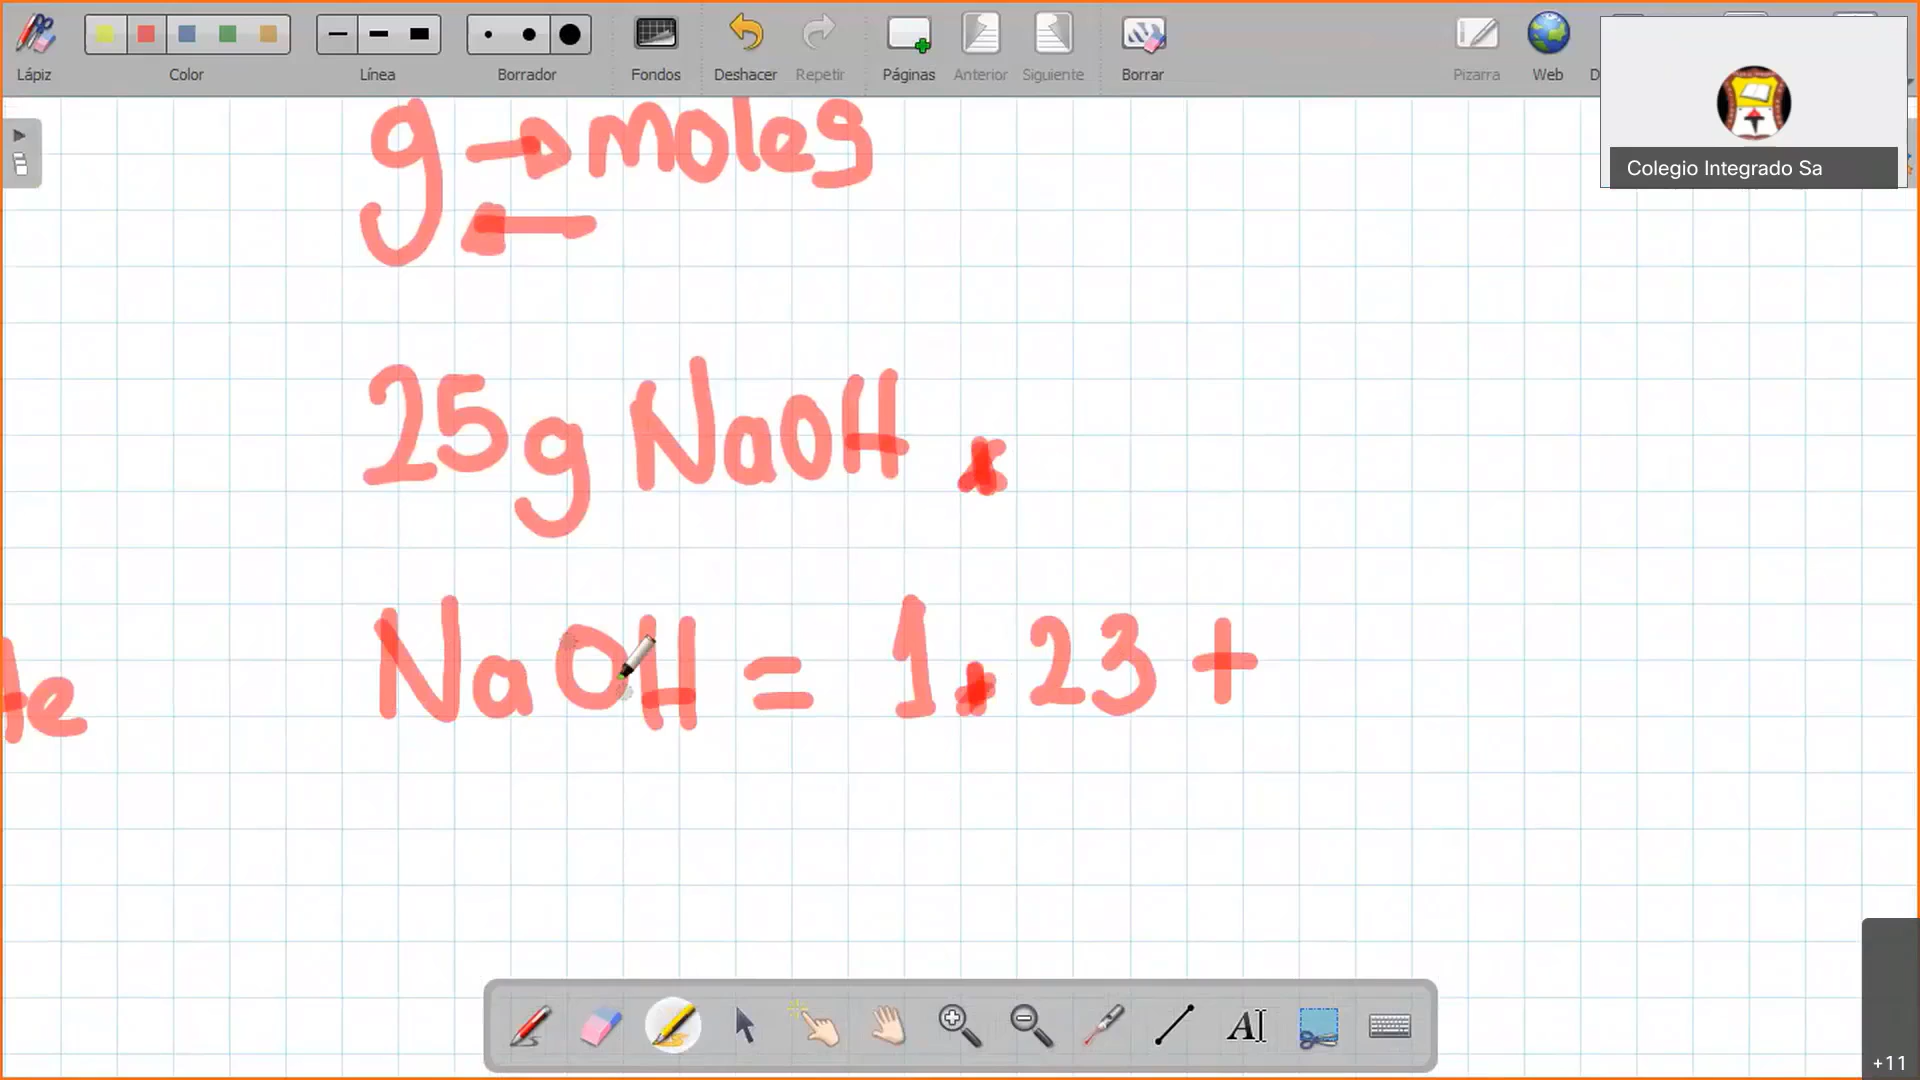 Lápiz Color Línea Borrador Fondos Deshacer Repetir Páginas Anterior Siguiente Borrar Pizarra Web D
Colegio Integrado Sa
g → moles
←
25g NaOH .
NaOH = 1 . 23 +
le
+11